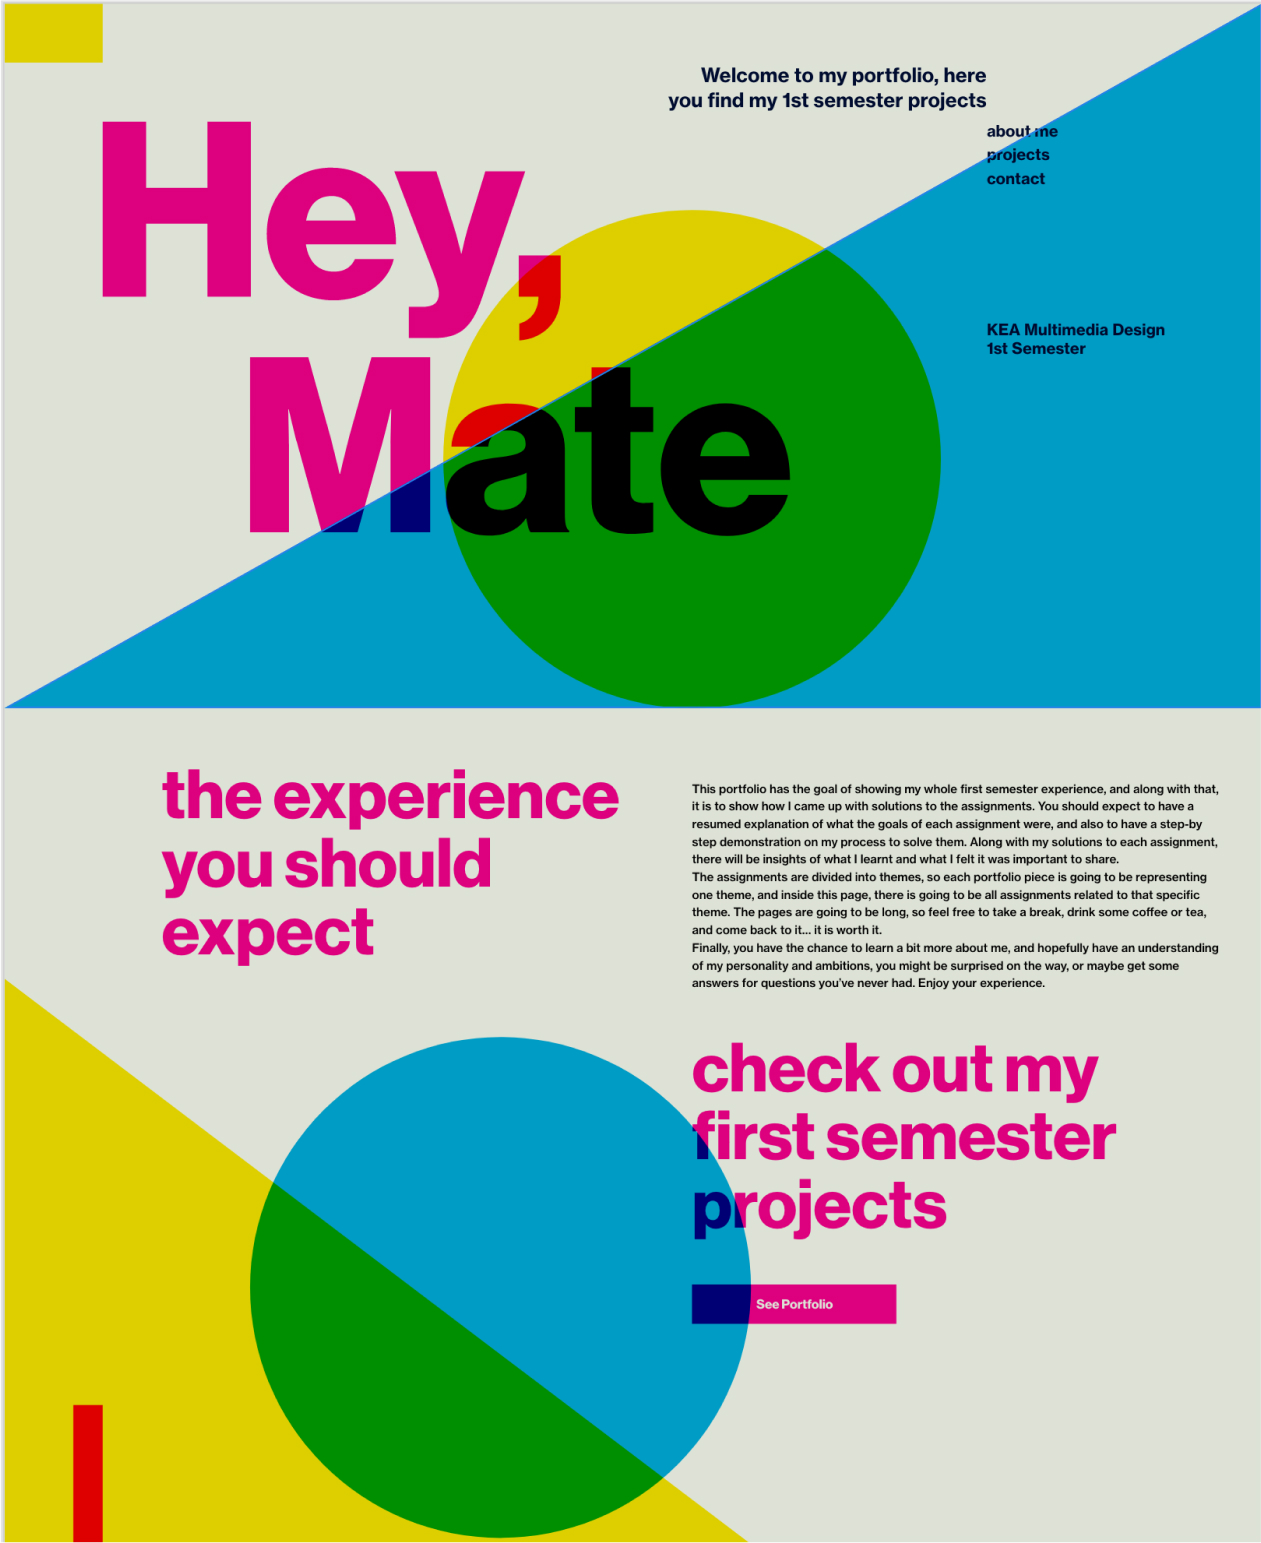 Welcome to my portfolio, here
you find my 1st semester projects
about me
projects
contact
Hey,
Mate
KEA Multimedia Design
1st Semester
the experience
you should
expect
This portfolio has the goal of showing my whole first semester experience, and along with that,
it is to show how I came up with solutions to the assignments. You should expect to have a
resumed explanation of what the goals of each assignment were, and also to have a step-by
step demonstration on my process to solve them. Along with my solutions to each assignment,
there will be insights of what I learnt and what I felt it was important to share.
The assignments are divided into themes, so each portfolio piece is going to be representing
one theme, and inside this page, there is going to be all assignments related to that specific
theme. The pages are going to be long, so feel free to take a break, drink some coffee or tea,
and come back to it... it is worth it.
Finally, you have the chance to learn a bit more about me, and hopefully have an understanding
of my personality and ambitions, you might be surprised on the way, or maybe get some
answers for questions you've never had. Enjoy your experience.
check out my
first semester
projects
See Portfolio